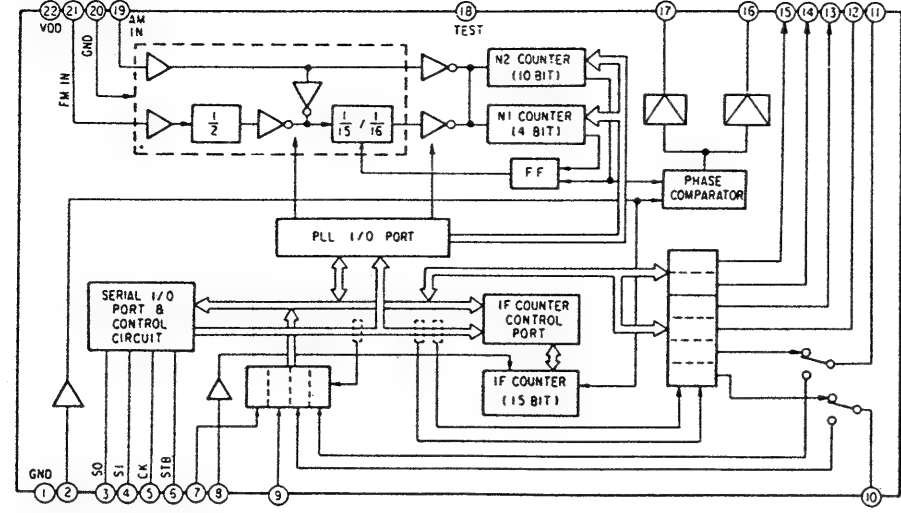 22 21 20 19 18 17 16 15 14 13 12 11
VDD
GND
AM
IN
TEST
FM IN
N2 COUNTER
(10 BIT)
1/2
1/15 / 1/16
N1 COUNTER
(4 BIT)
F F
PHASE
COMPARATOR
PLL I/O PORT
SERIAL I/O
PORT &
CONTROL
CIRCUIT
IF COUNTER
CONTROL
PORT
IF COUNTER
(15 BIT)
GND
SO
SI
CK
STB
1 2 3 4 5 6 7 8 9 10